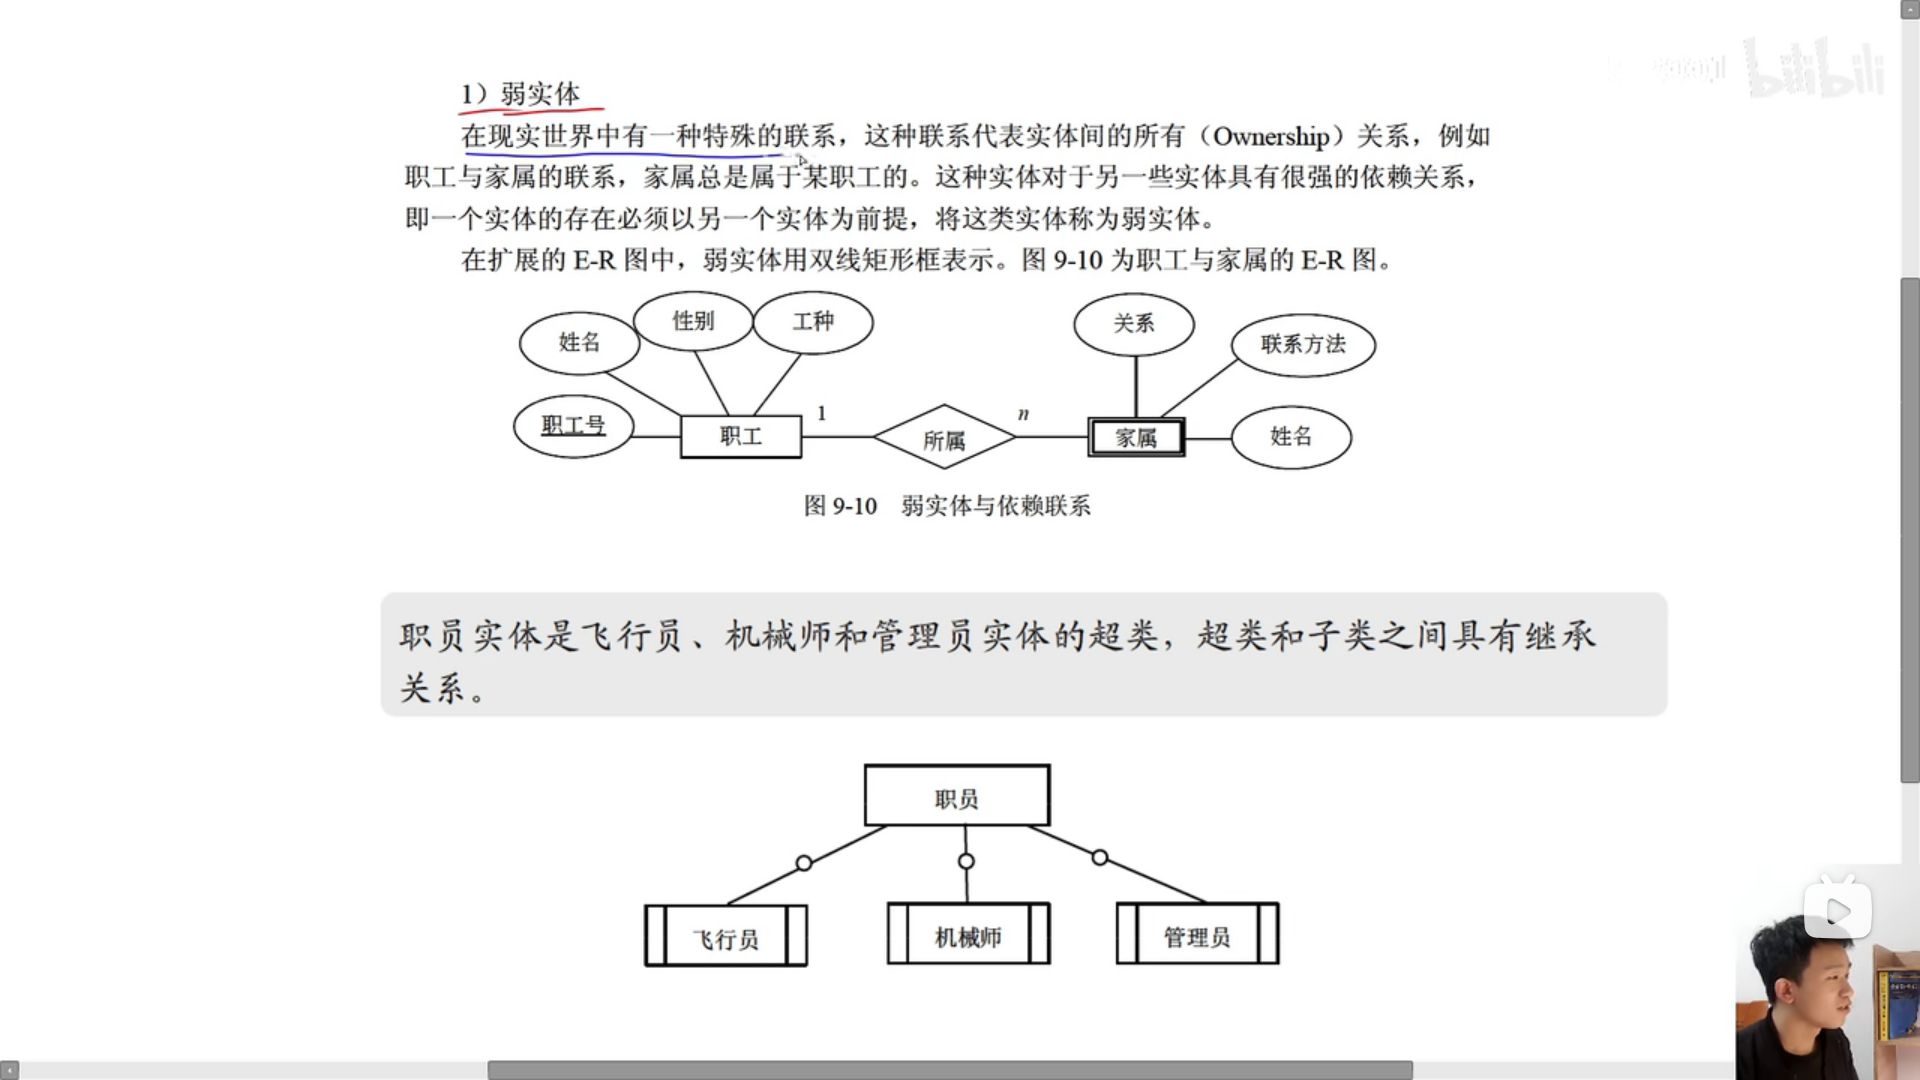 bilibili
1）弱实体
在现实世界中有一种特殊的联系，这种联系代表实体间的所有（Ownership）关系，例如
职工与家属的联系，家属总是属于某职工的。这种实体对于另一些实体具有很强的依赖关系，
即一个实体的存在必须以另一个实体为前提，将这类实体称为弱实体。
在扩展的 E-R 图中，弱实体用双线矩形框表示。图 9-10 为职工与家属的 E-R 图。
姓名
性别
工种
关系
联系方法
职工号
职工
1
所属
n
家属
姓名
图 9-10 弱实体与依赖联系
职员实体是飞行员、机械师和管理员实体的超类，超类和子类之间具有继承
关系。
职员
飞行员
机械师
管理员